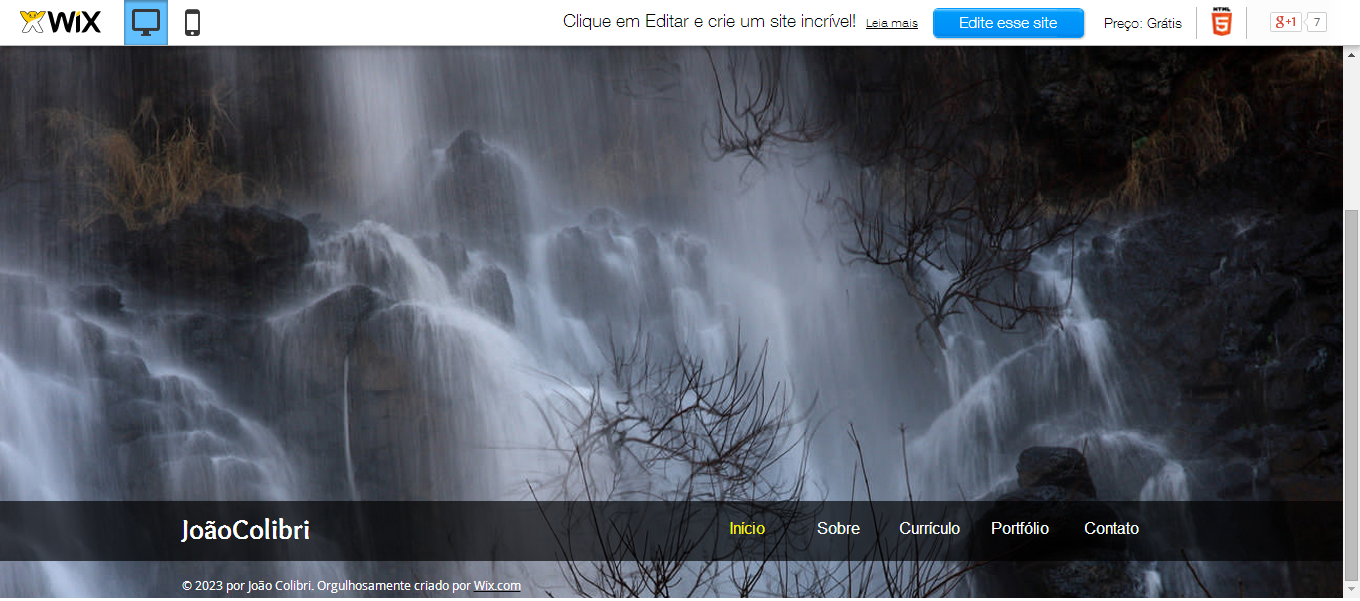 WiX
Clique em Editar e crie um site incrível! Leia mais Edite esse site Preço: Grátis HTML 5 g+1 7
JoãoColibri Início Sobre Currículo Portfólio Contato
© 2023 por João Colibri. Orgulhosamente criado por Wix.com